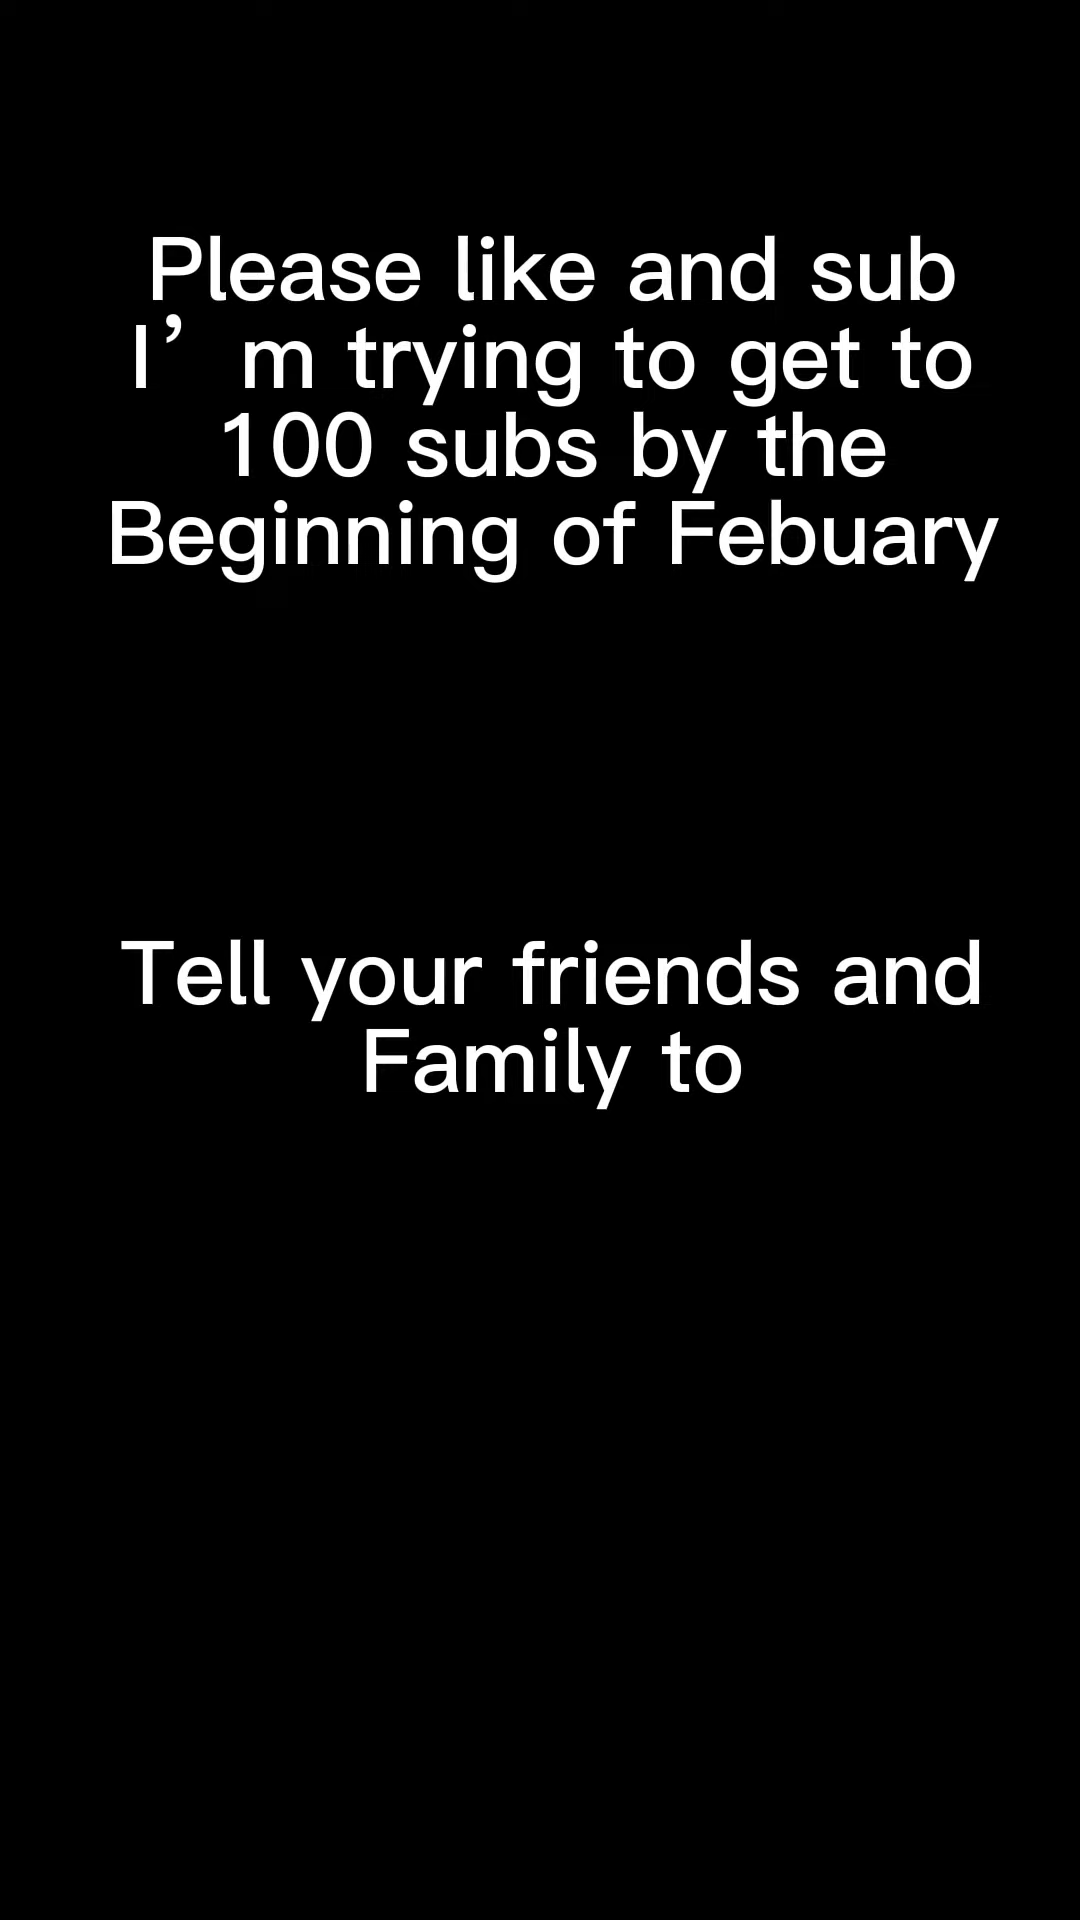 Please like and sub
I’m trying to get to
100 subs by the
Beginning of Febuary
Tell your friends and
Family to